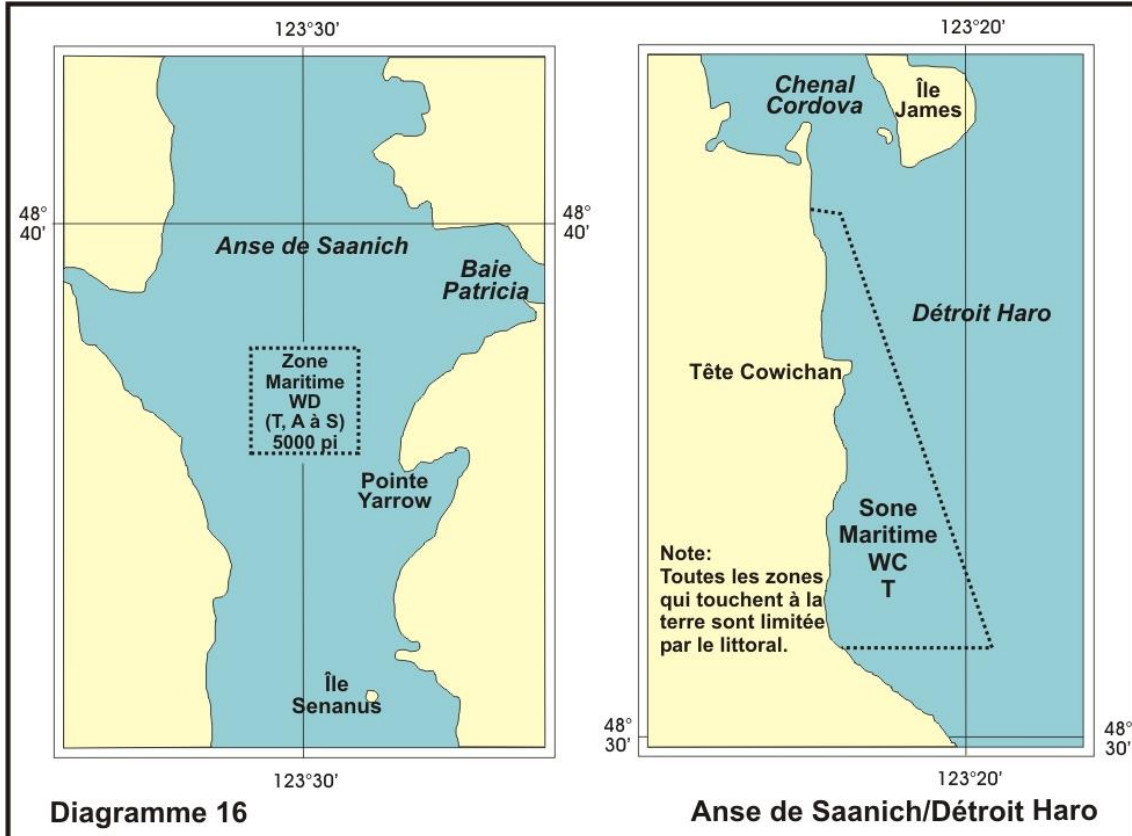 123°30'
48°
40'
Anse de Saanich
Baie
Patricia
Zone
Maritime
WD
(T, A à S)
5000 pi
Pointe
Yarrow
Île
Senanus
123°30'
Diagramme 16
123°20'
Chenal
Cordova
Île
James
48°
40'
Détroit Haro
Tête Cowichan
Sone
Maritime
WC
T
Note:
Toutes les zones
qui touchent à la
terre sont limitée
par le littoral.
48°
30'
48°
30'
123°20'
Anse de Saanich/Détroit Haro